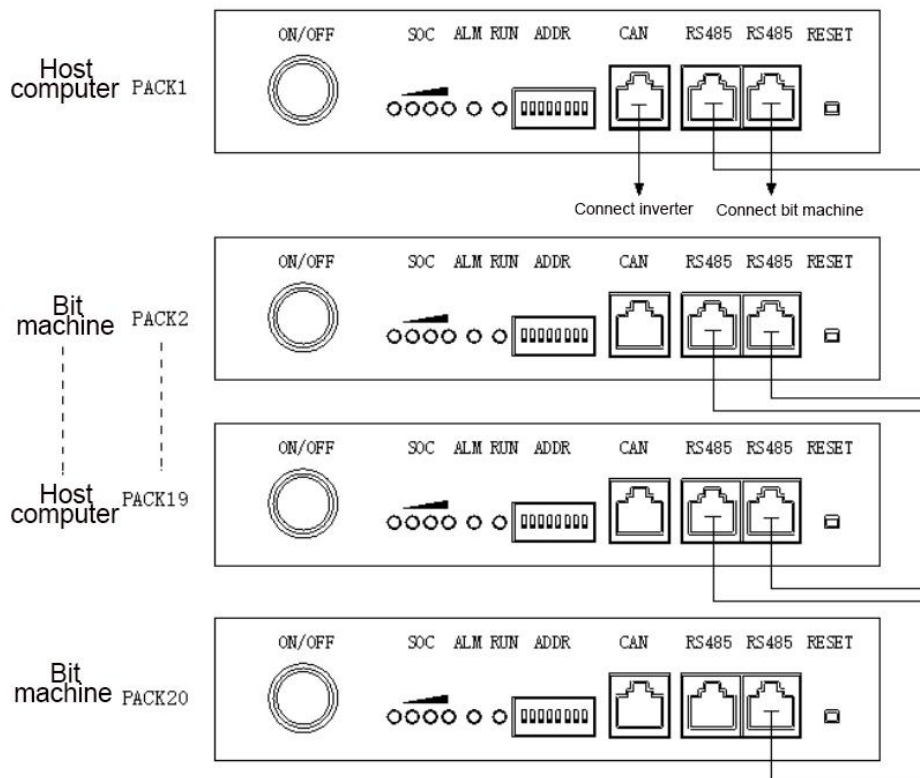 ON/OFF SOC ALM RUN ADDR CAN RS485 RS485 RESET
Host
computer PACK1
Connect inverter Connect bit machine
ON/OFF SOC ALM RUN ADDR CAN RS485 RS485 RESET
Bit
machine PACK2
ON/OFF SOC ALM RUN ADDR CAN RS485 RS485 RESET
Host
computer PACK19
ON/OFF SOC ALM RUN ADDR CAN RS485 RS485 RESET
Bit
machine PACK20